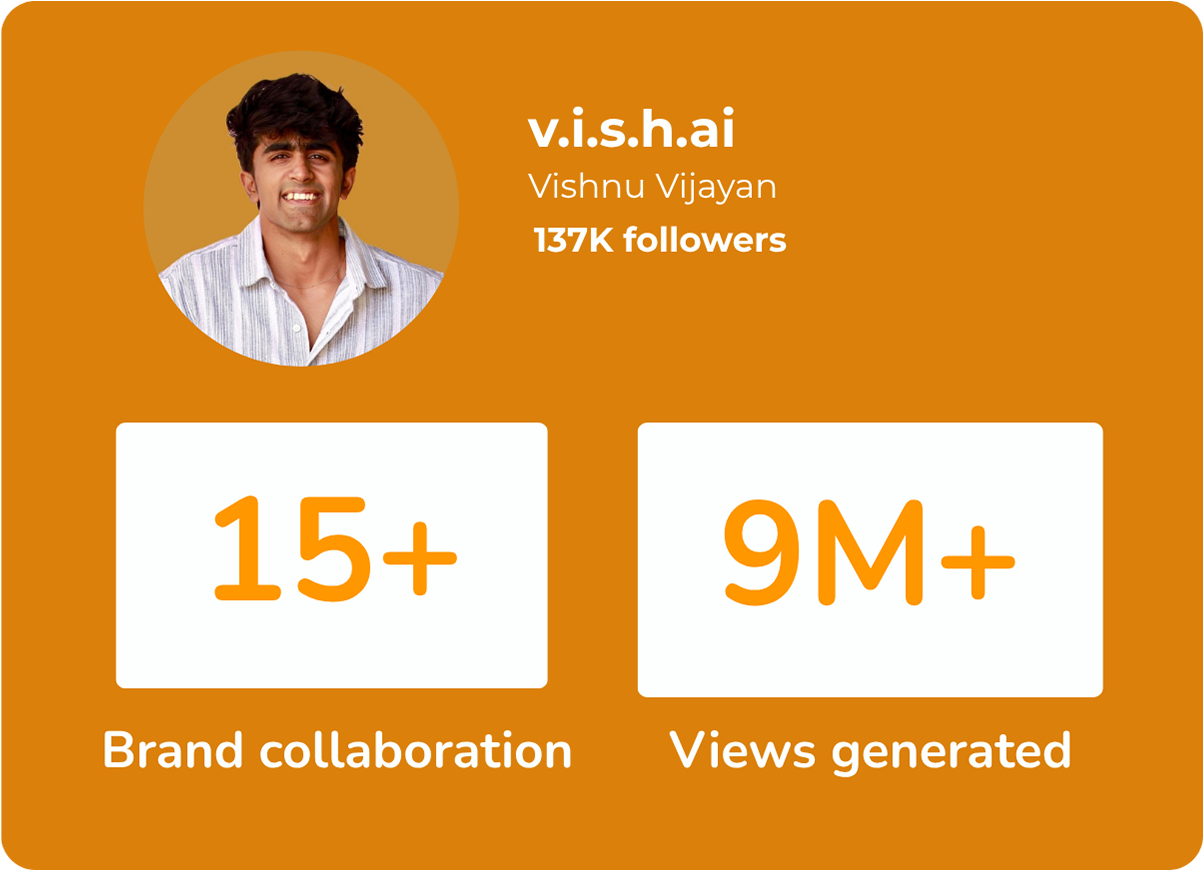 v.i.s.h.ai
Vishnu Vijayan
137K followers
15+
9M+
Brand collaboration
Views generated